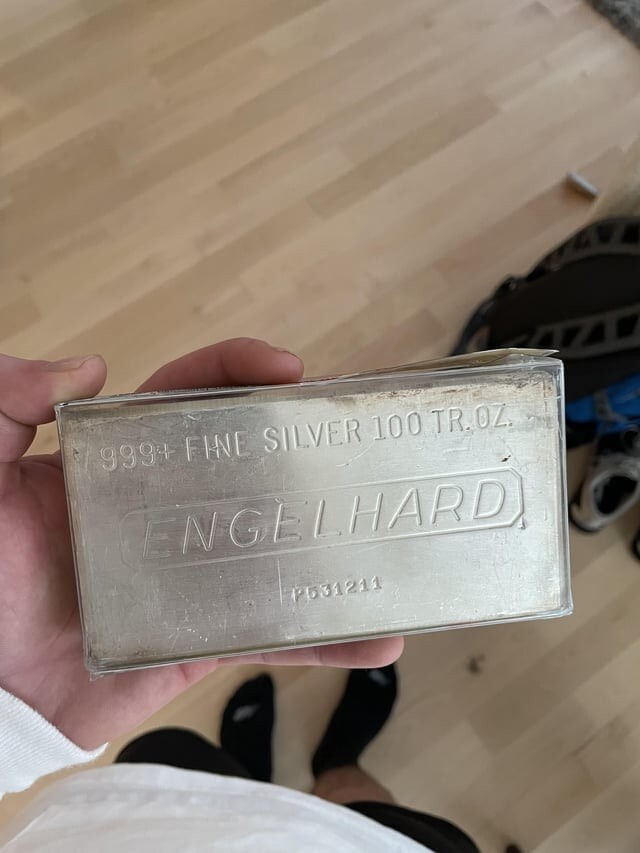 999+ FINE SILVER 100 TR.OZ.
ENGELHARD
P531211